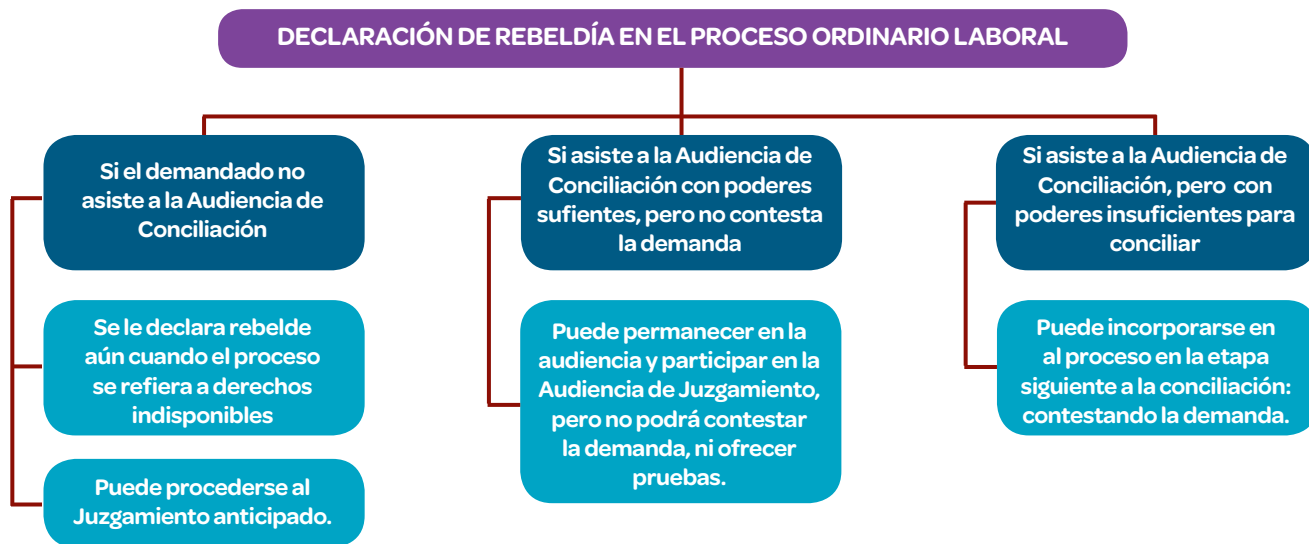 DECLARACIÓN DE REBELDÍA EN EL PROCESO ORDINARIO LABORAL
Si el demandado no
asiste a la Audiencia de
Conciliación
Se le declara rebelde
aún cuando el proceso
se refiera a derechos
indisponibles
Puede procederse al
Juzgamiento anticipado.
Si asiste a la Audiencia de
Conciliación con poderes
sufientes, pero no contesta
la demanda
Puede permanecer en la
audiencia y participar en la
Audiencia de Juzgamiento,
pero no podrá contestar
la demanda, ni ofrecer
pruebas.
Si asiste a la Audiencia de
Conciliación, pero con
poderes insuficientes para
conciliar
Puede incorporarse en
al proceso en la etapa
siguiente a la conciliación:
contestando la demanda.